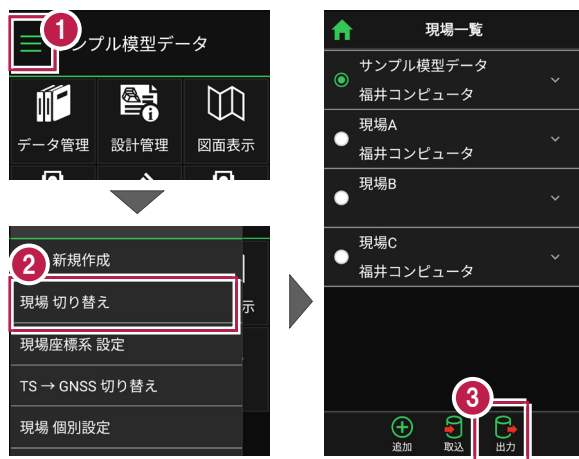 1
サンプル模型データ
データ管理
設計管理
図面表示
2
新規作成
現場 切り替え
示
現場座標系 設定
TS → GNSS 切り替え
現場 個別設定
現場一覧
サンプル模型データ
福井コンピュータ
現場A
福井コンピュータ
現場B
現場C
福井コンピュータ
3
追加
取込
出力